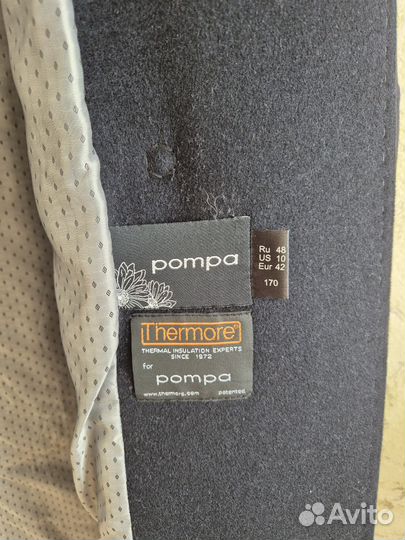 pompa
Ru 48
US 10
Eur 42
170
Thermore®
THERMAL INSULATION EXPERTS
SINCE 1972
for
pompa
www.thermore.com patented
Avito